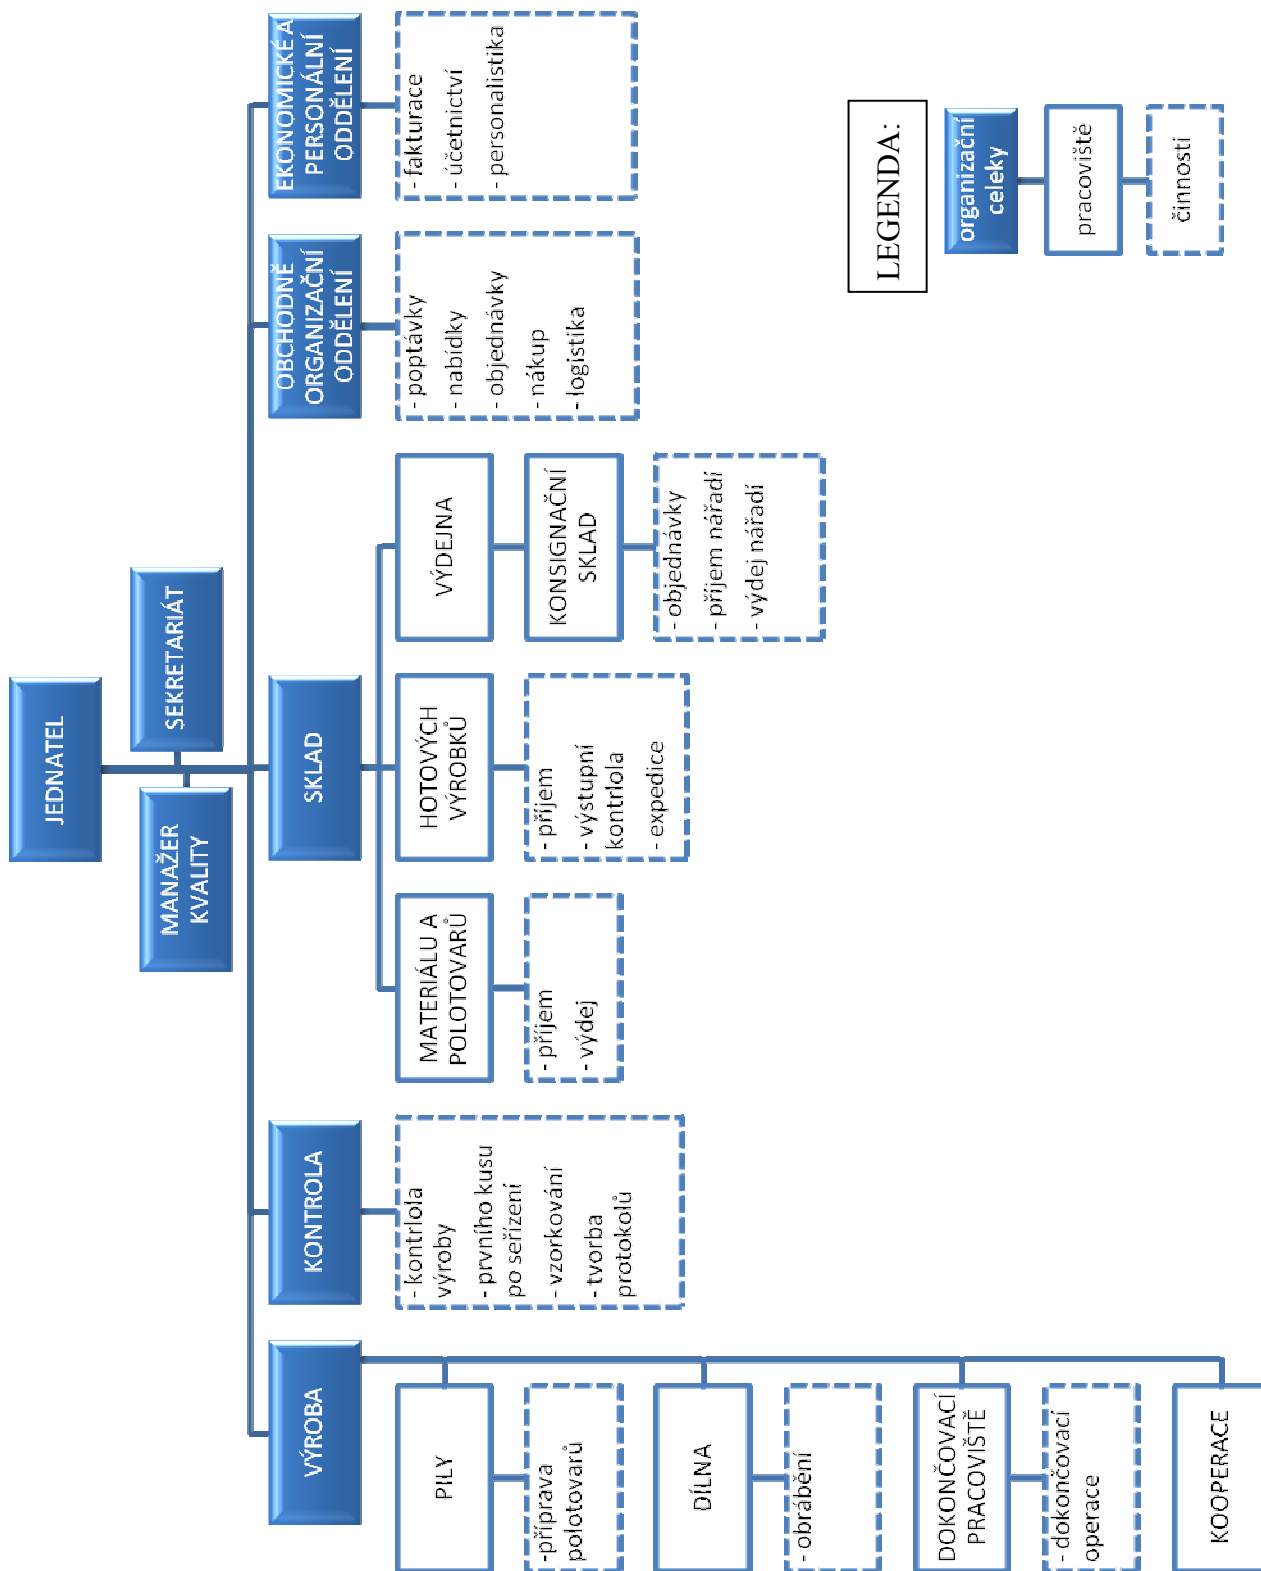 JEDNATEL
SEKRETARIÁT
MANAŽER
KVALITY
VÝROBA
PILY
-příprava
polotovarů
DÍLNA
- obrábění
DOKONČOVACÍ
PRACOVIŠTĚ
- dokončovací
operace
KOOPERACE
KONTROLA
- kontrlola
výroby
- prvního kusu
po seřízení
- vzorkování
- tvorba
protokolů
SKLAD
MATERIÁLU A
POLOTOVARŮ
- příjem
- výdej
HOTOVÝCH
VÝROBKŮ
- příjem
- výstupní
kontrlola
- expedice
VÝDEJNA
KONSIGNAČNÍ
SKLAD
- objednávky
- příjem nářadí
- výdej nářadí
OBCHODNĚ
ORGANIZAČNÍ
ODDĚLENÍ
- poptávky
- nabídky
- objednávky
- nákup
-logistika
EKONOMICKÉ A
PERSONÁLNÍ
ODDĚLENÍ
- fakturace
- účetnictví
- personalistika
LEGENDA:
organizační
celeky
pracoviště
činnosti